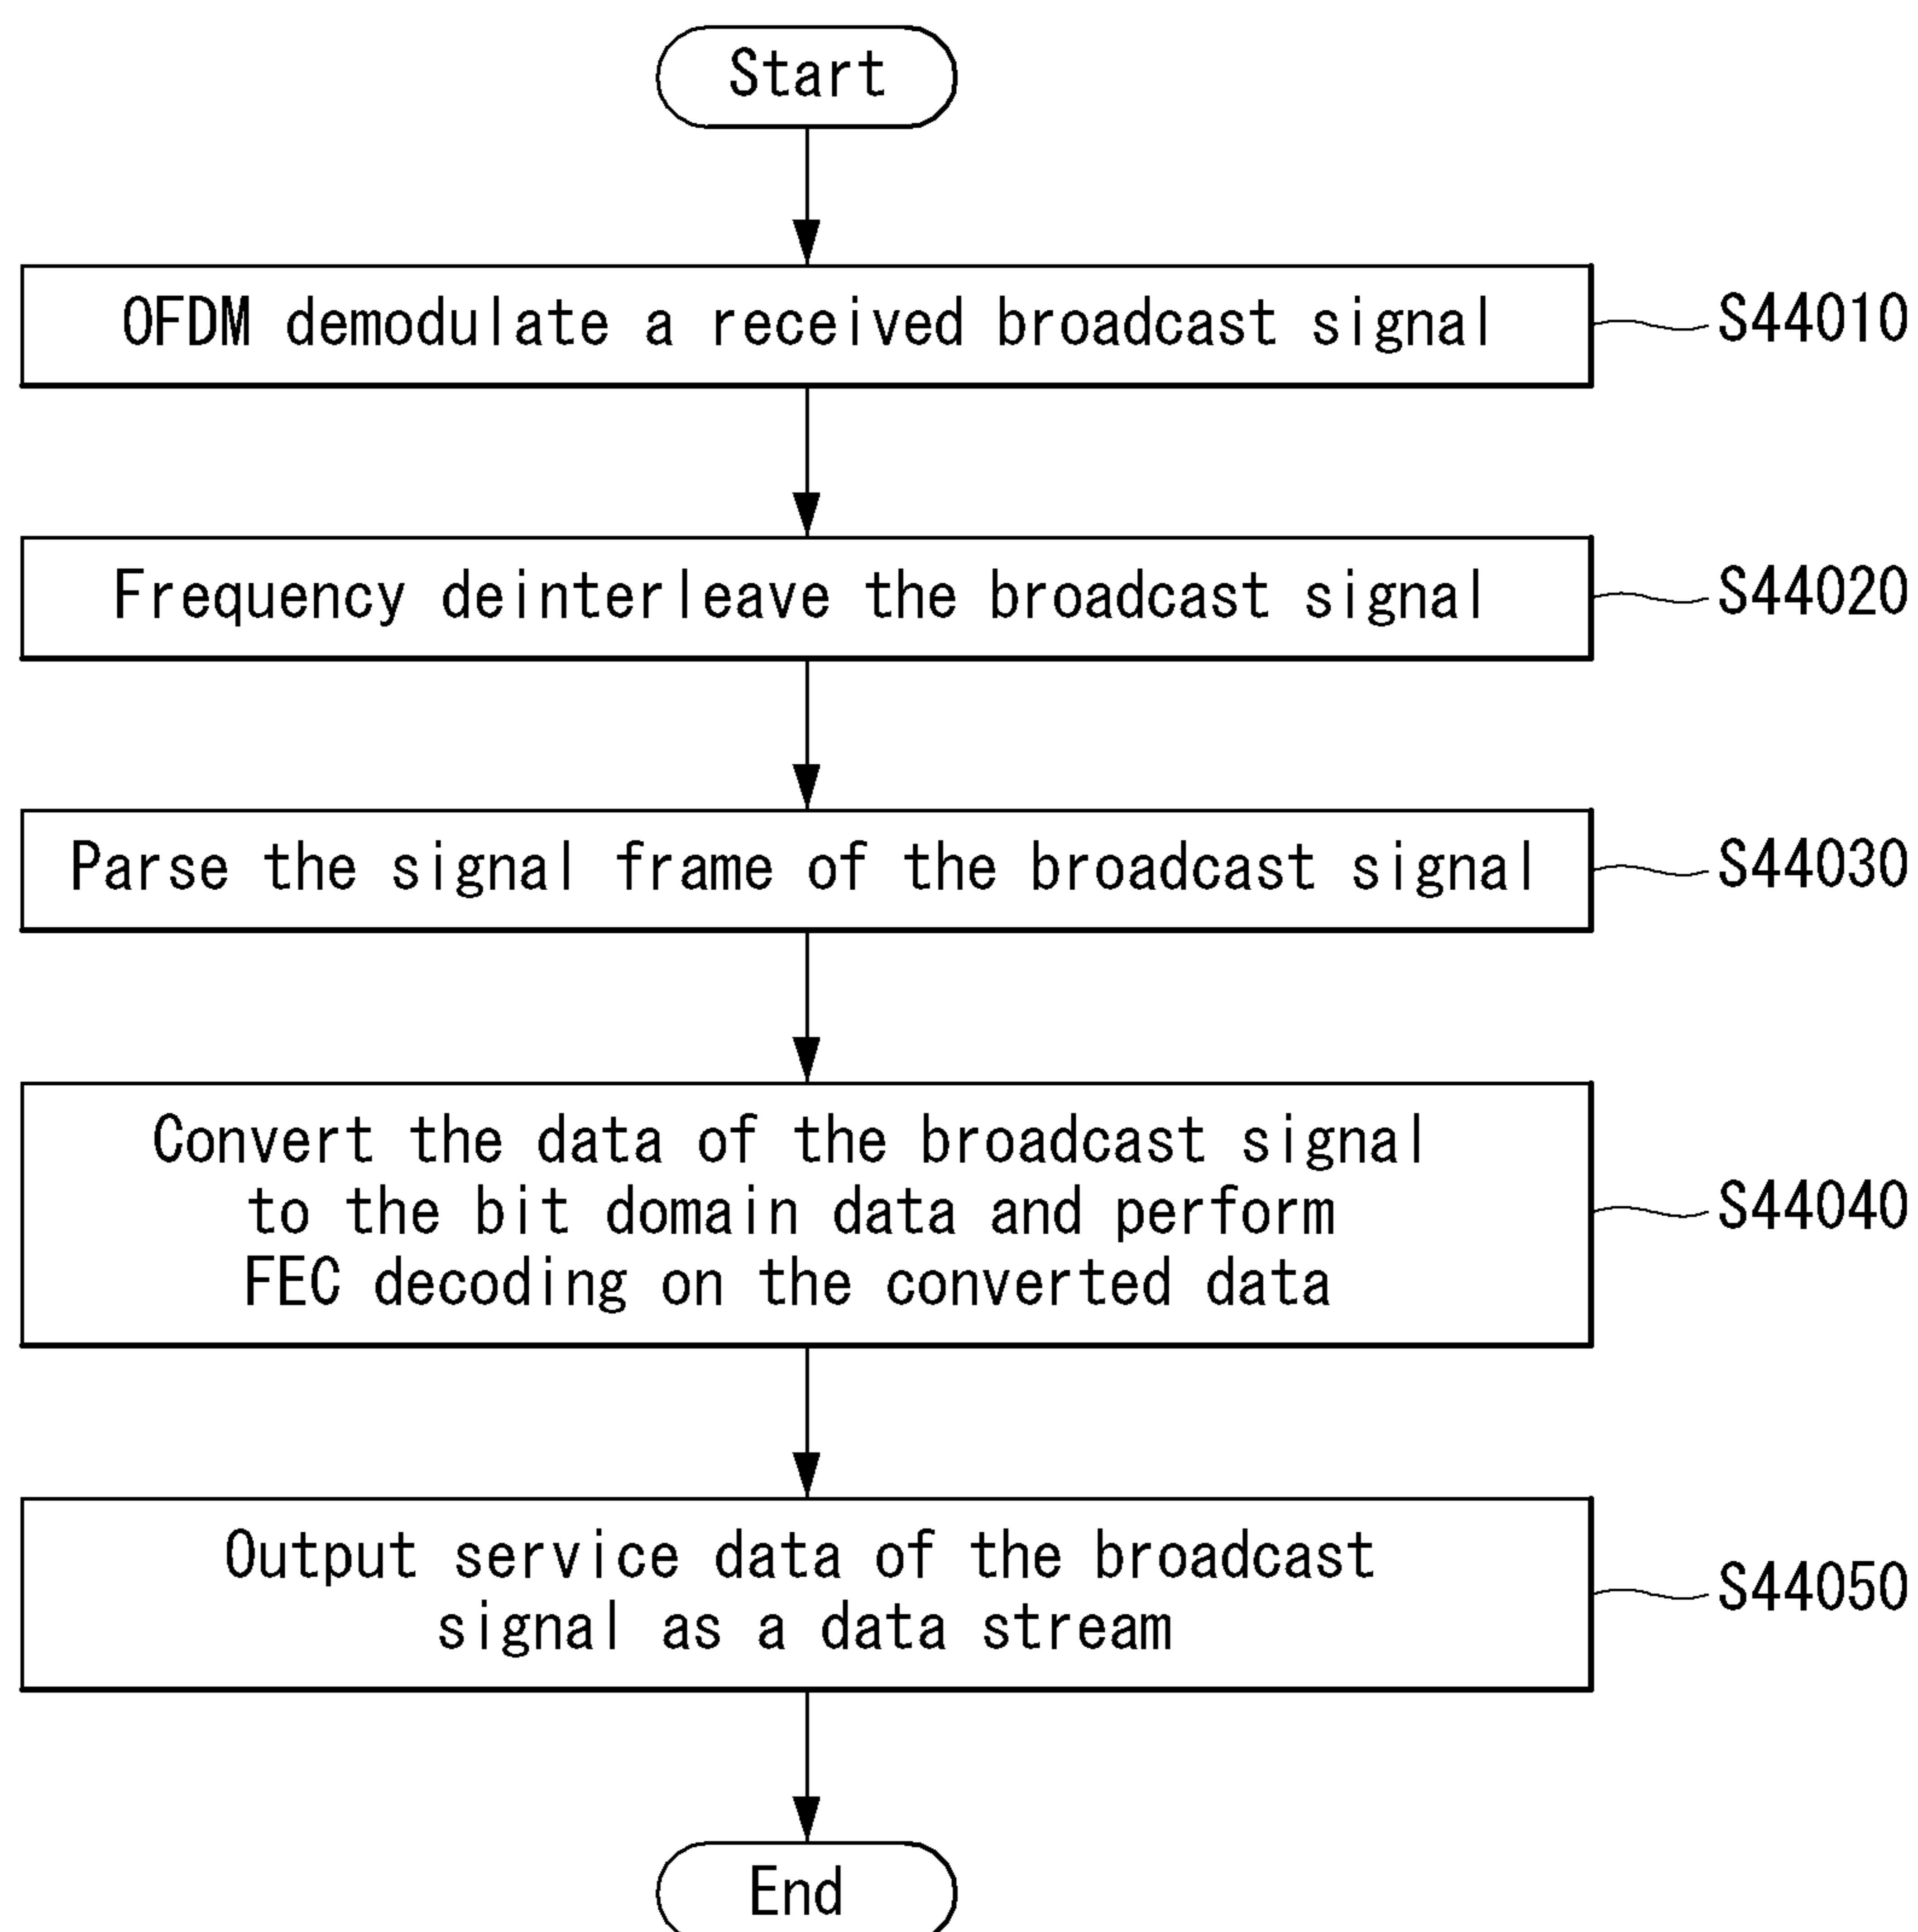 Start
OFDM demodulate a received broadcast signal
S44010
Frequency deinterleave the broadcast signal
S44020
Parse the signal frame of the broadcast signal
S44030
Convert the data of the broadcast signal
to the bit domain data and perform
FEC decoding on the converted data
S44040
Output service data of the broadcast
signal as a data stream
S44050
End